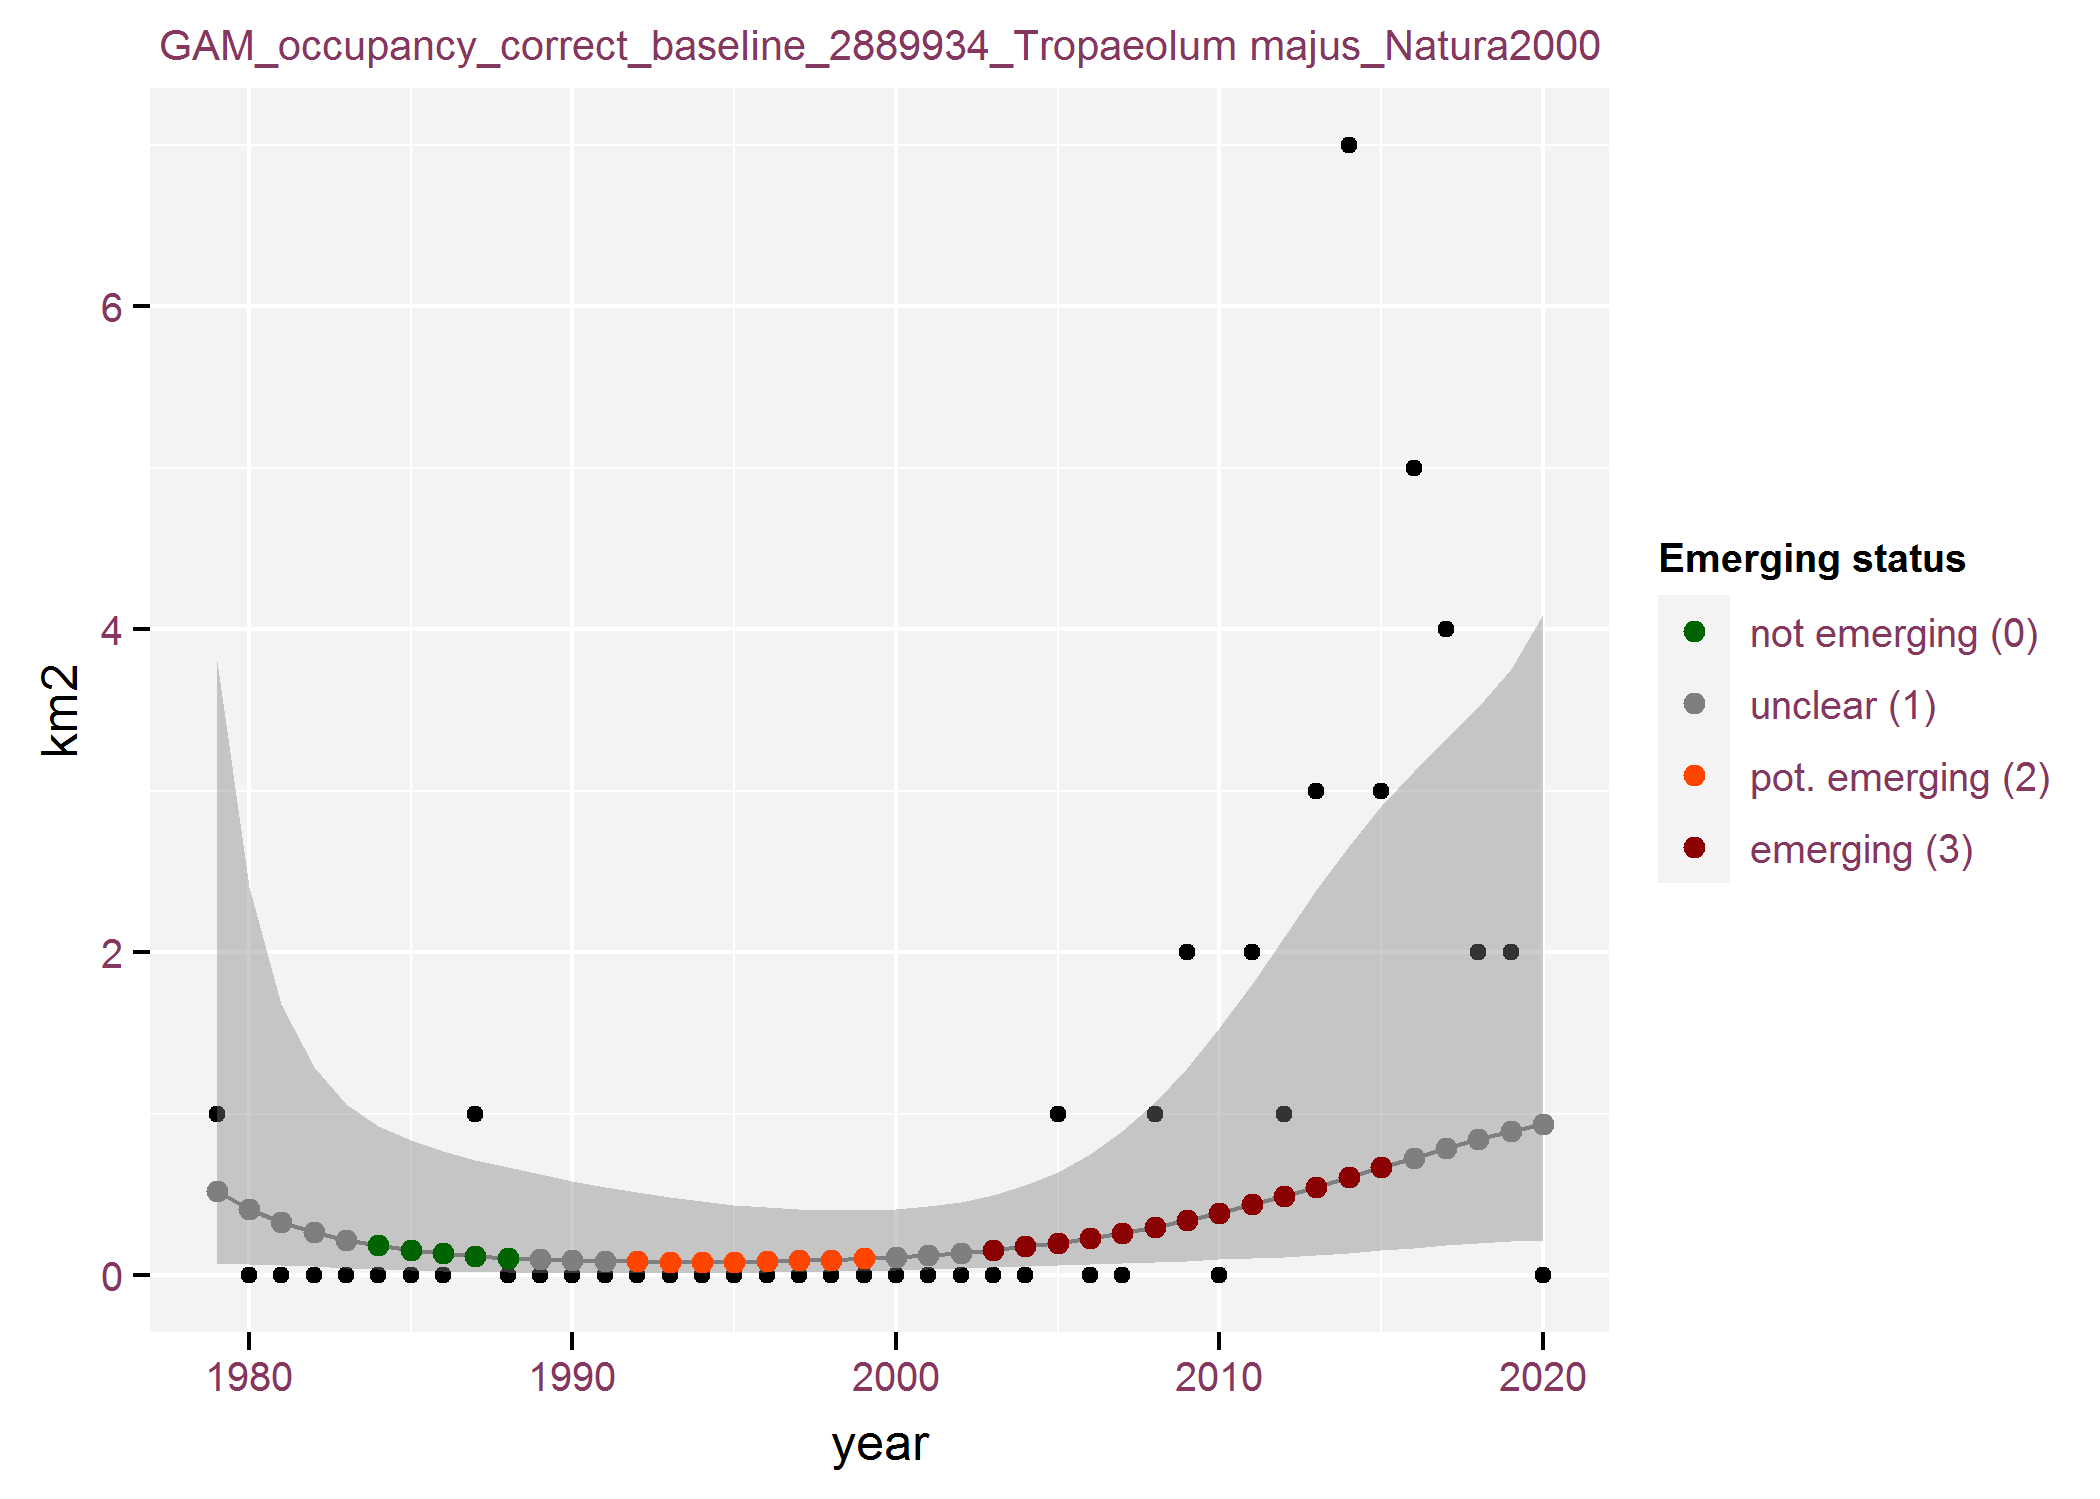 GAM_occupancy_correct_baseline_2889934_Tropaeolum majus_Natura2000
6
4
2
0
km2
1980 1990 2000 2010 2020
year
Emerging status
not emerging (0)
unclear (1)
pot. emerging (2)
emerging (3)